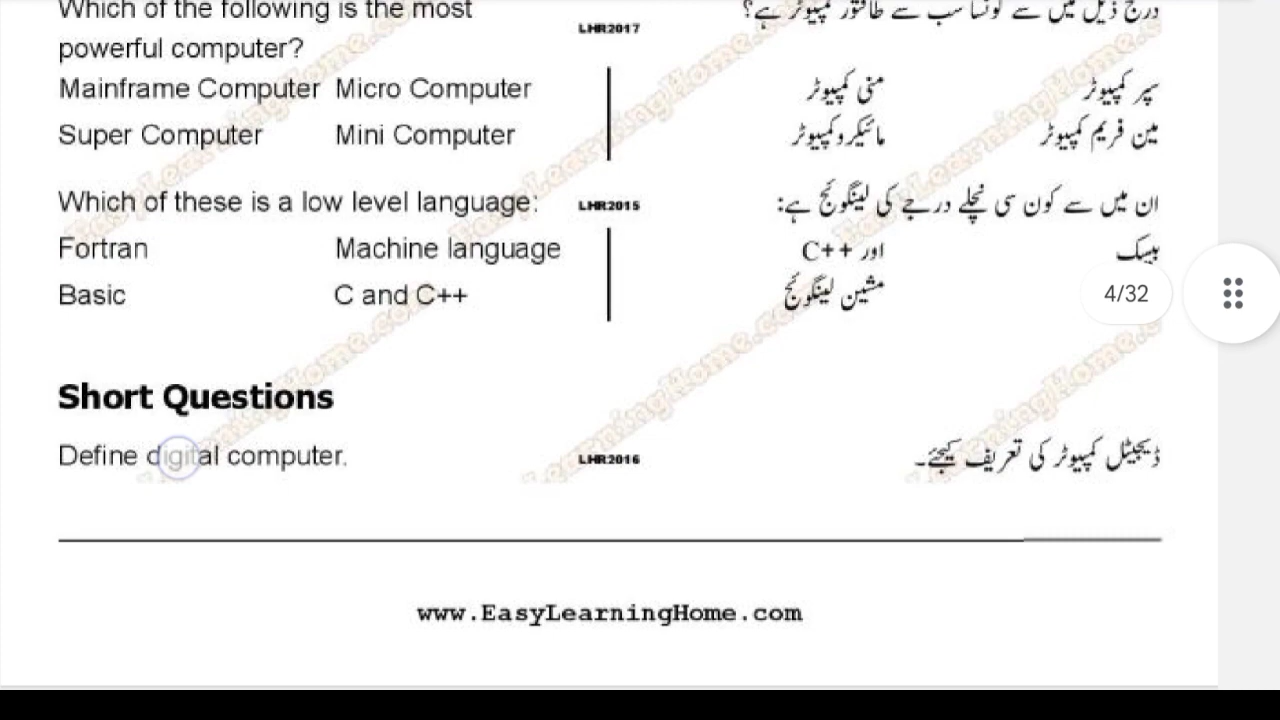 Which of the following is the most LHR2017 درج ذیل میں سے کونسا سب سے طاقتور کمپیوٹر ہے؟
powerful computer?
Mainframe Computer Micro Computer منی کمپیوٹر سپر کمپیوٹر
Super Computer Mini Computer مائیکروکمپیوٹر مین فریم کمپیوٹر
Which of these is a low level language: LHR2015 ان میں سے کون سی نچلے درجے کی لینگوئج ہے:
Fortran Machine language اور C++ بیسک
Basic C and C++ مشین لینگوئج
4/32
Short Questions
Define digital computer. LHR2016 ڈیجیٹل کمپیوٹر کی تعریف کیجئے۔
www.EasyLearningHome.com